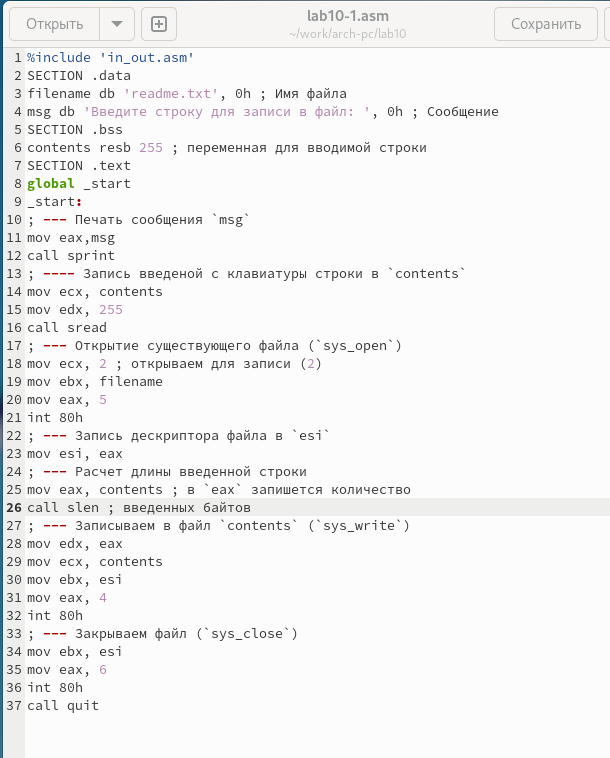 Открыть
lab10-1.asm
~/work/arch-pc/lab10
Сохранить
1 %include 'in_out.asm'
2 SECTION .data
3 filename db 'readme.txt', 0h ; Имя файла
4 msg db 'Введите строку для записи в файл: ', 0h ; Сообщение
5 SECTION .bss
6 contents resb 255 ; переменная для вводимой строки
7 SECTION .text
8 global _start
9 _start:
10 ; --- Печать сообщения `msg`
11 mov eax,msg
12 call sprint
13 ; ---- Запись введеной с клавиатуры строки в `contents`
14 mov ecx, contents
15 mov edx, 255
16 call sread
17 ; --- Открытие существующего файла (`sys_open`)
18 mov ecx, 2 ; открываем для записи (2)
19 mov ebx, filename
20 mov eax, 5
21 int 80h
22 ; --- Запись дескриптора файла в `esi`
23 mov esi, eax
24 ; --- Расчет длины введенной строки
25 mov eax, contents ; в `eax` запишется количество
26 call slen ; введенных байтов
27 ; --- Записываем в файл `contents` (`sys_write`)
28 mov edx, eax
29 mov ecx, contents
30 mov ebx, esi
31 mov eax, 4
32 int 80h
33 ; --- Закрываем файл (`sys_close`)
34 mov ebx, esi
35 mov eax, 6
36 int 80h
37 call quit